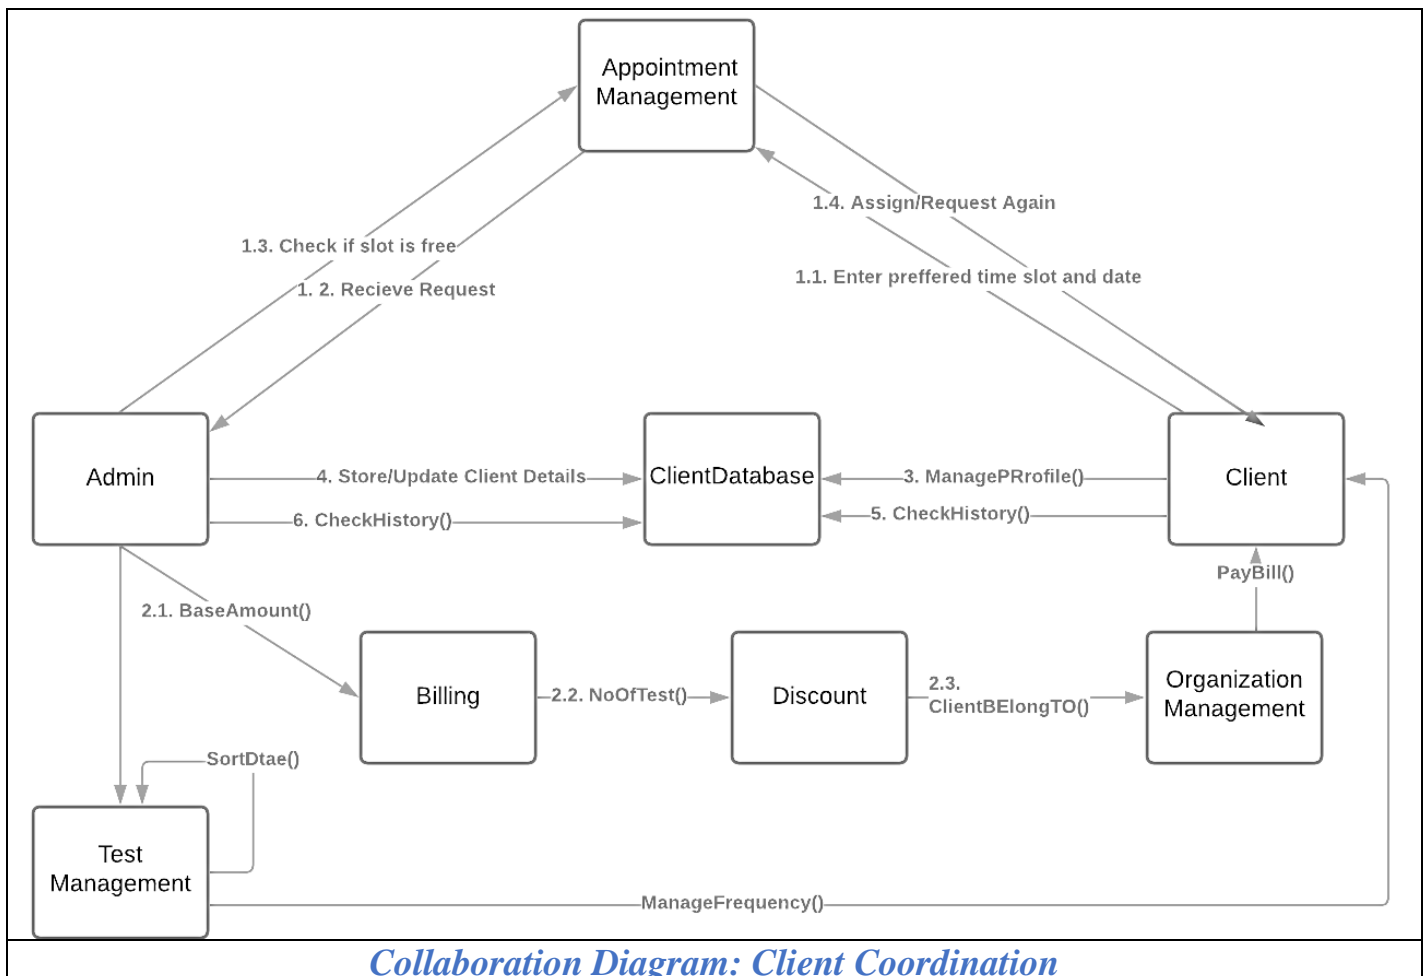 Appointment
Management
1.4. Assign/Request Again
1.3. Check if slot is free
1.1. Enter preffered time slot and date
1. 2. Recieve Request
Admin
4. Store/Update Client Details
ClientDatabase
3. ManagePRrofile()
Client
6. CheckHistory()
5. CheckHistory()
PayBill()
2.1. BaseAmount()
Billing
2.2. NoOfTest()
Discount
2.3.
ClientBElongTO()
Organization
Management
SortDtae()
Test
Management
ManageFrequency()
Collaboration Diagram: Client Coordination